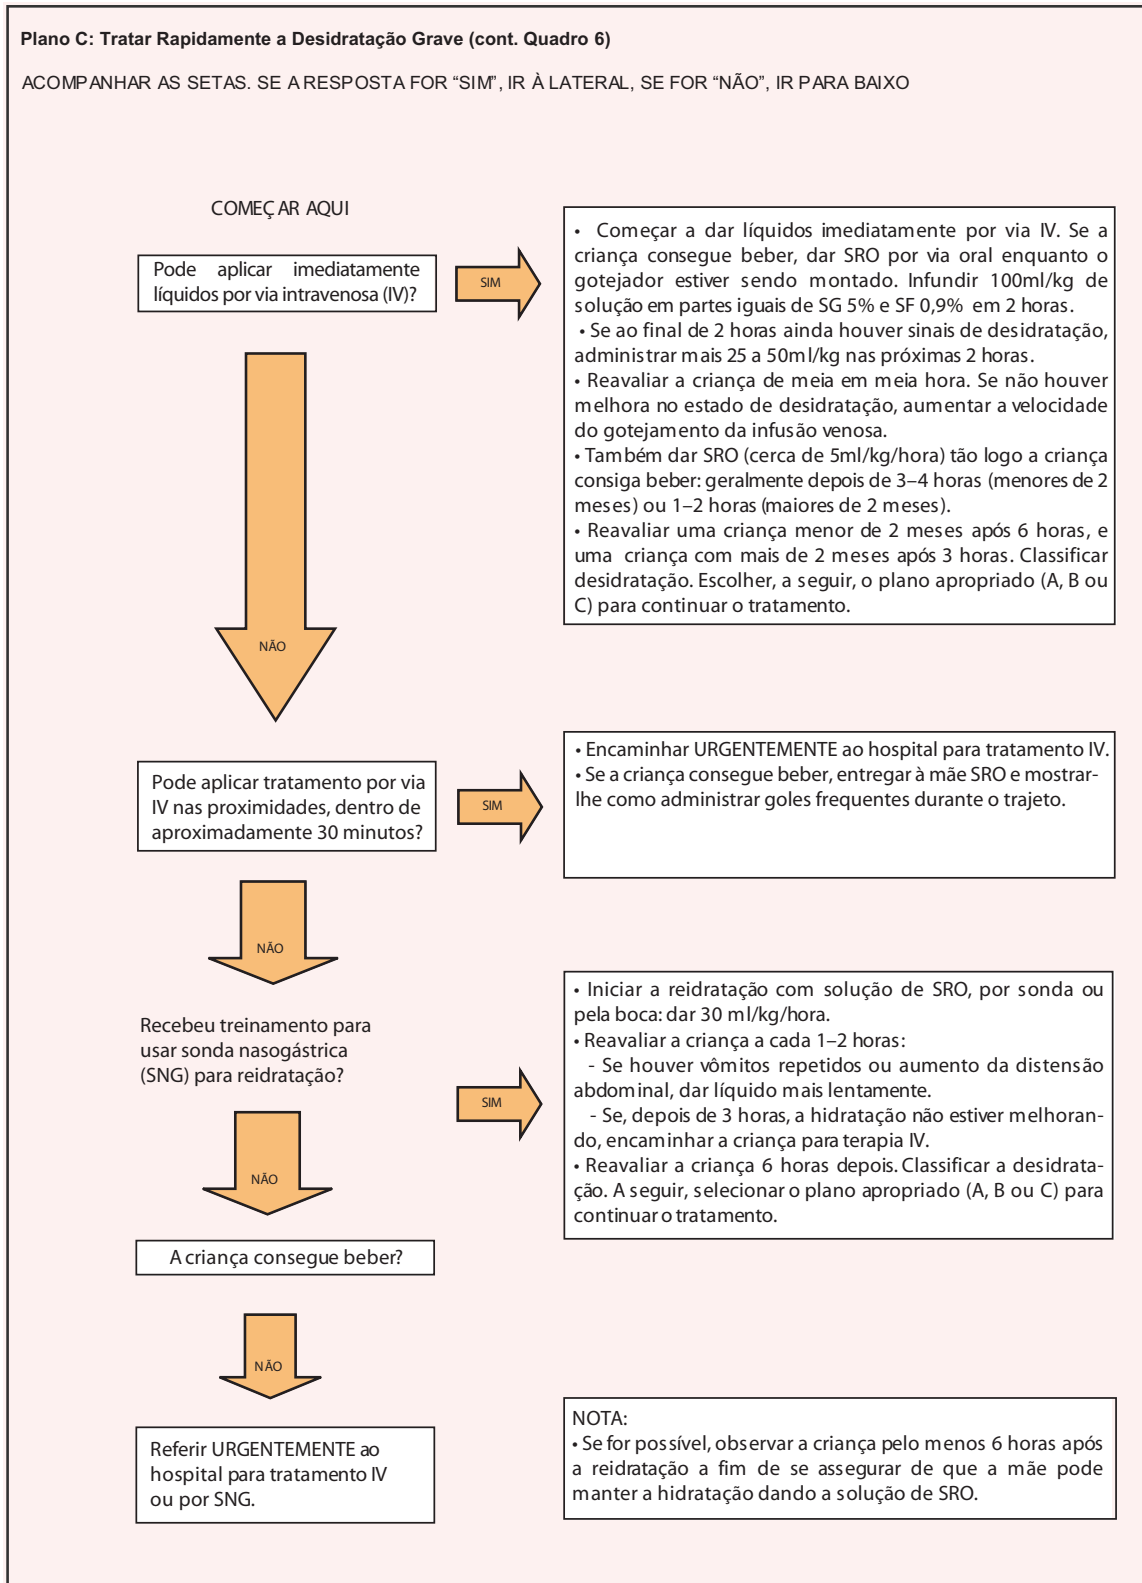 Plano C: Tratar Rapidamente a Desidratação Grave (cont. Quadro 6)
ACOMPANHAR AS SETAS. SE A RESPOSTA FOR “SIM”, IR À LATERAL, SE FOR “NÃO”, IR PARA BAIXO
COMEÇAR AQUI
Pode aplicar imediatamente
líquidos por via intravenosa (IV)?
SIM
• Começar a dar líquidos imediatamente por via IV. Se a
criança consegue beber, dar SRO por via oral enquanto o
gotejador estiver sendo montado. Infundir 100ml/kg de
solução em partes iguais de SG 5% e SF 0,9% em 2 horas.
• Se ao final de 2 horas ainda houver sinais de desidratação,
administrar mais 25 a 50ml/kg nas próximas 2 horas.
• Reavaliar a criança de meia em meia hora. Se não houver
melhora no estado de desidratação, aumentar a velocidade
do gotejamento da infusão venosa.
• Também dar SRO (cerca de 5ml/kg/hora) tão logo a criança
consiga beber: geralmente depois de 3–4 horas (menores de 2
meses) ou 1–2 horas (maiores de 2 meses).
• Reavaliar uma criança menor de 2 meses após 6 horas, e
uma criança com mais de 2 meses após 3 horas. Classificar
desidratação. Escolher, a seguir, o plano apropriado (A, B ou
C) para continuar o tratamento.
NÃO
Pode aplicar tratamento por via
IV nas proximidades, dentro de
aproximadamente 30 minutos?
SIM
• Encaminhar URGENTEMENTE ao hospital para tratamento IV.
• Se a criança consegue beber, entregar à mãe SRO e mostrar-
lhe como administrar goles frequentes durante o trajeto.
NÃO
Recebeu treinamento para
usar sonda nasogástrica
(SNG) para reidratação?
SIM
• Iniciar a reidratação com solução de SRO, por sonda ou
pela boca: dar 30 ml/kg/hora.
• Reavaliar a criança a cada 1–2 horas:
- Se houver vômitos repetidos ou aumento da distensão
abdominal, dar líquido mais lentamente.
- Se, depois de 3 horas, a hidratação não estiver melhoran-
do, encaminhar a criança para terapia IV.
• Reavaliar a criança 6 horas depois. Classificar a desidrata-
ção. A seguir, selecionar o plano apropriado (A, B ou C) para
continuar o tratamento.
NÃO
A criança consegue beber?
NÃO
Referir URGENTEMENTE ao
hospital para tratamento IV
ou por SNG.
NOTA:
• Se for possível, observar a criança pelo menos 6 horas após
a reidratação a fim de se assegurar de que a mãe pode
manter a hidratação dando a solução de SRO.